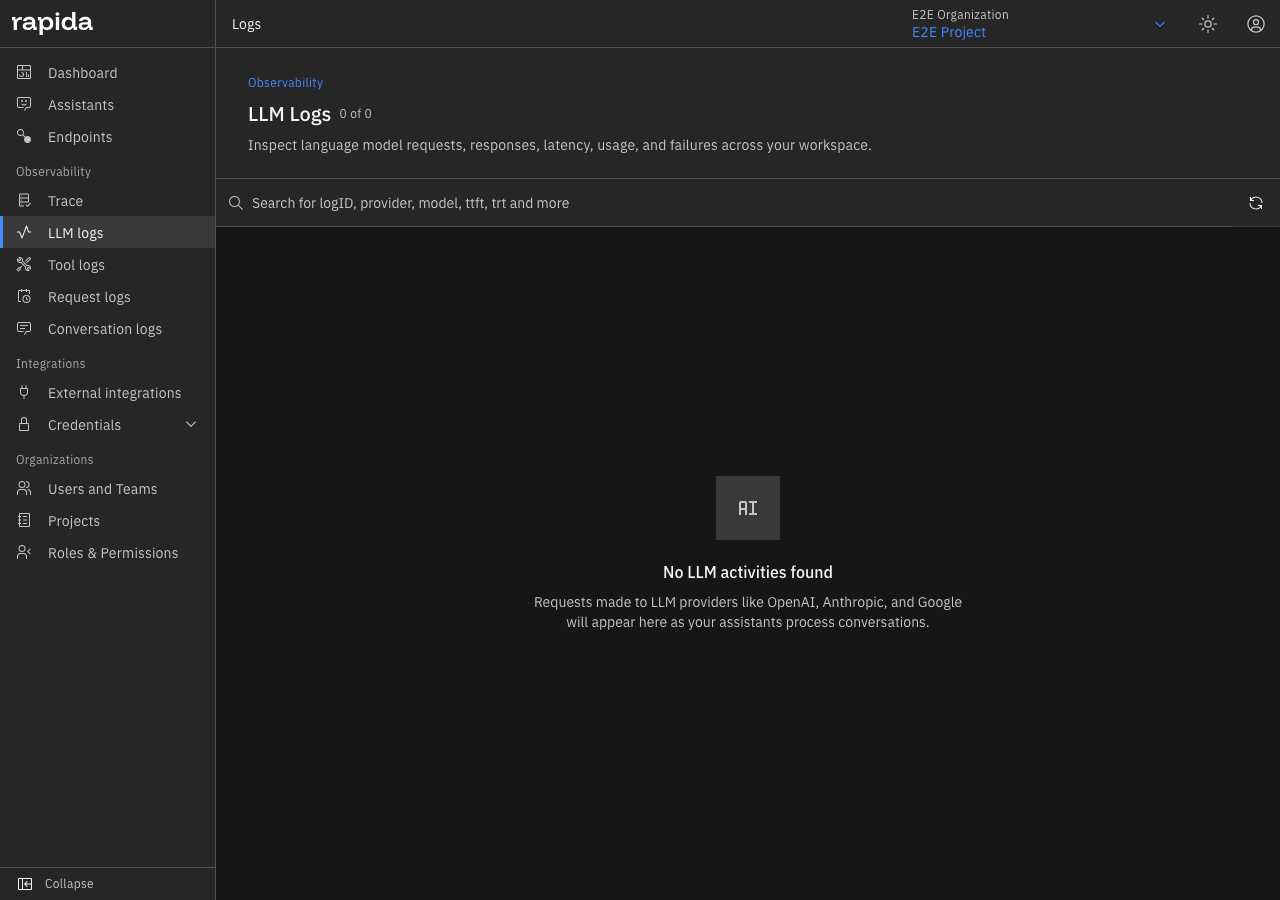 rapida
Logs
E2E Organization
E2E Project
Dashboard
Assistants
Endpoints
Observability
Trace
LLM logs
Tool logs
Request logs
Conversation logs
Integrations
External integrations
Credentials
Organizations
Users and Teams
Projects
Roles & Permissions
Collapse
Observability
LLM Logs 0 of 0
Inspect language model requests, responses, latency, usage, and failures across your workspace.
Search for logID, provider, model, ttft, trt and more
AI
No LLM activities found
Requests made to LLM providers like OpenAI, Anthropic, and Google
will appear here as your assistants process conversations.